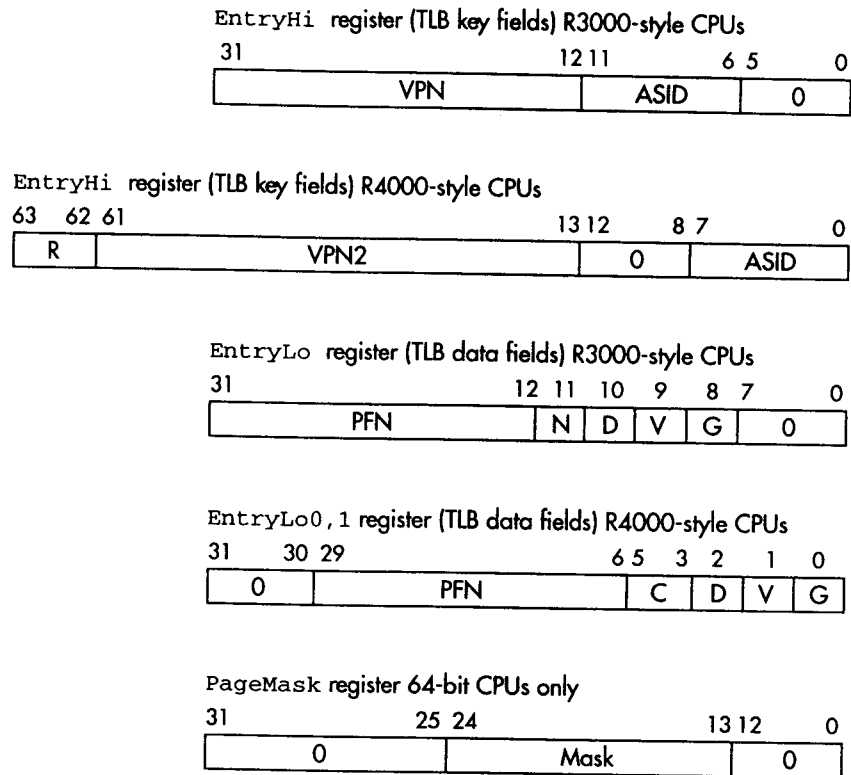 EntryHi register (TLB key fields) R3000-style CPUs
31 12 11 6 5 0
VPN ASID 0
EntryHi register (TLB key fields) R4000-style CPUs
63 62 61 13 12 8 7 0
R VPN2 0 ASID
EntryLo register (TLB data fields) R3000-style CPUs
31 12 11 10 9 8 7 0
PFN N D V G 0
EntryLo0,1 register (TLB data fields) R4000-style CPUs
31 30 29 6 5 3 2 1 0
0 PFN C D V G
PageMask register 64-bit CPUs only
31 25 24 13 12 0
0 Mask 0